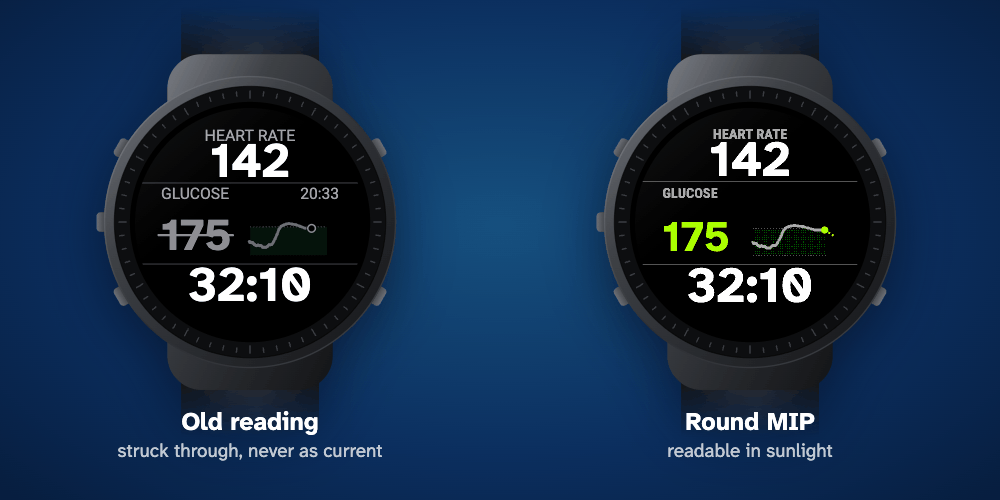 HEART RATE
142
GLUCOSE 20:33
175
32:10
Old reading
struck through, never as current
HEART RATE
142
GLUCOSE
175
32:10
Round MIP
readable in sunlight